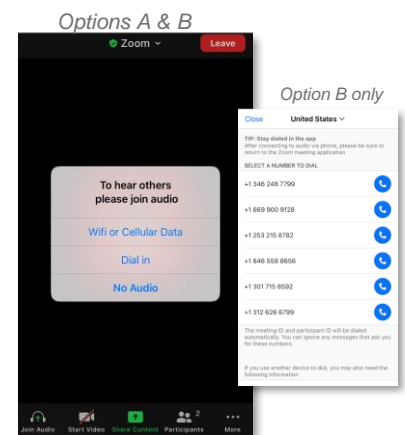 Options A & B
Zoom
Leave
To hear others
please join audio
Wifi or Cellular Data
Dial in
No Audio
Join Audio
Start Video
Share Content
2
Participants
More
Option B only
Close
United States
TIP: Stay dialed in the app
After connecting to audio via phone, please be sure to
return to the Zoom meeting application
SELECT A NUMBER TO DIAL
+1 346 248 7799
+1 669 900 9128
+1 253 215 8782
+1 646 558 8656
+1 301 715 8592
+1 312 626 6799
The meeting ID and participant ID will be dialed
automatically. You can ignore any messages that ask you
for these numbers.
If you use another device to dial, you may also need the
following information